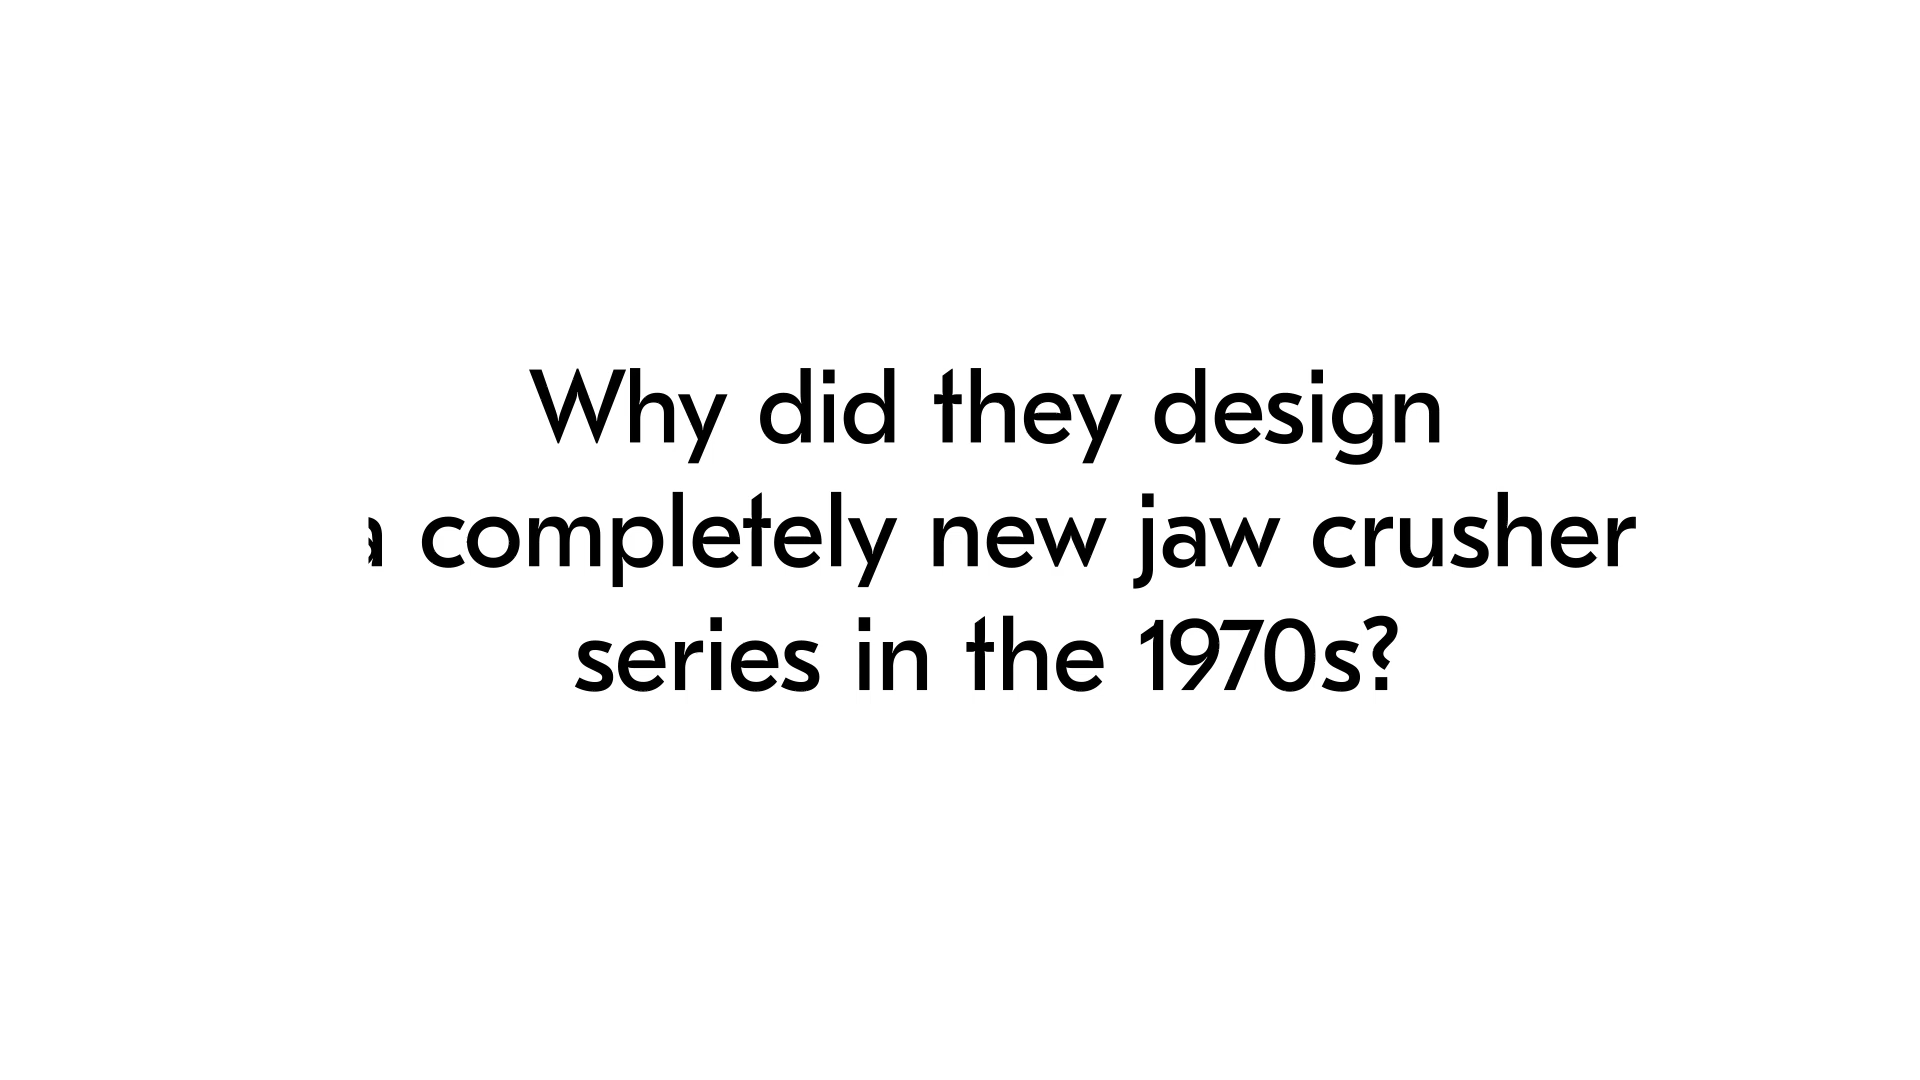 Why did they design
a completely new jaw crusher
series in the 1970s?